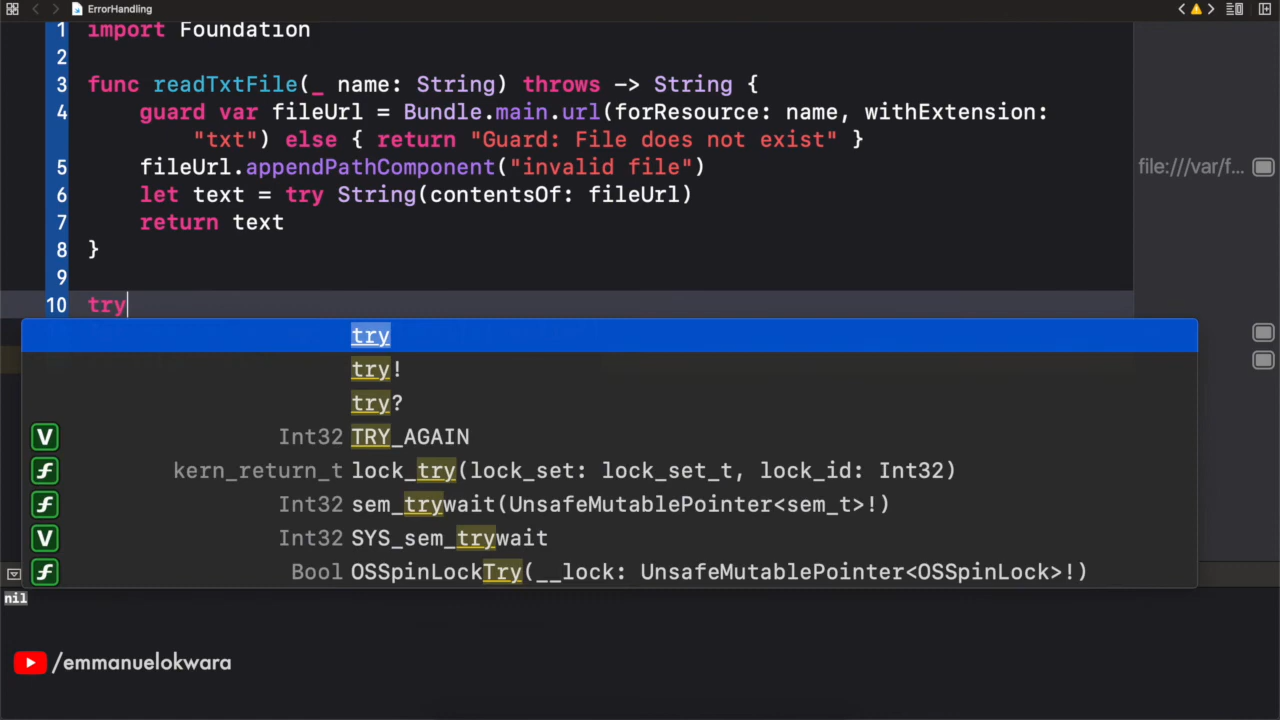 ErrorHandling
1 import Foundation
2
3 func readTxtFile(_ name: String) throws -> String {
4 guard var fileUrl = Bundle.main.url(forResource: name, withExtension:
"txt") else { return "Guard: File does not exist" }
5 fileUrl.appendPathComponent("invalid file")
file:///var/f...
6 let text = try String(contentsOf: fileUrl)
7 return text
8 }
9
10 try
try
try!
try?
V Int32 TRY_AGAIN
f kern_return_t lock_try(lock_set: lock_set_t, lock_id: Int32)
f Int32 sem_trywait(UnsafeMutablePointer<sem_t>!)
V Int32 SYS_sem_trywait
f Bool OSSpinLockTry(__lock: UnsafeMutablePointer<OSSpinLock>!)
nil
/emmanuelokwara